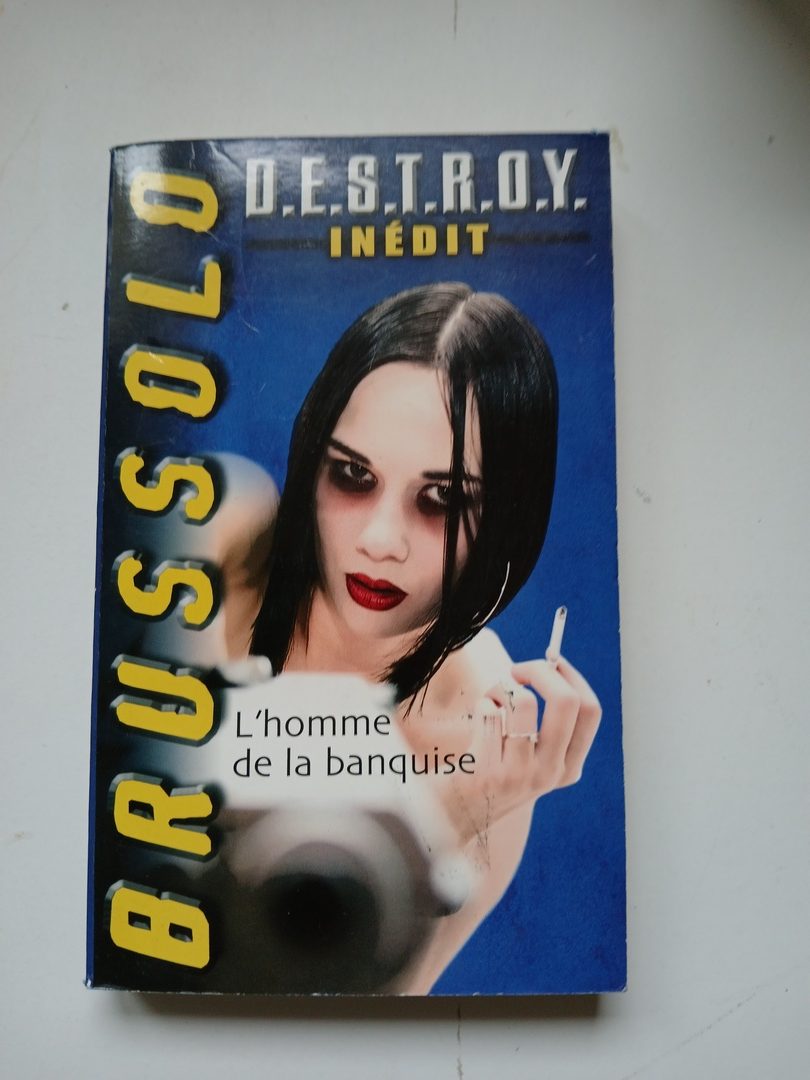 D.E.S.T.R.O.Y.
INÉDIT
BRUSSOLO
L'homme
de la banquise